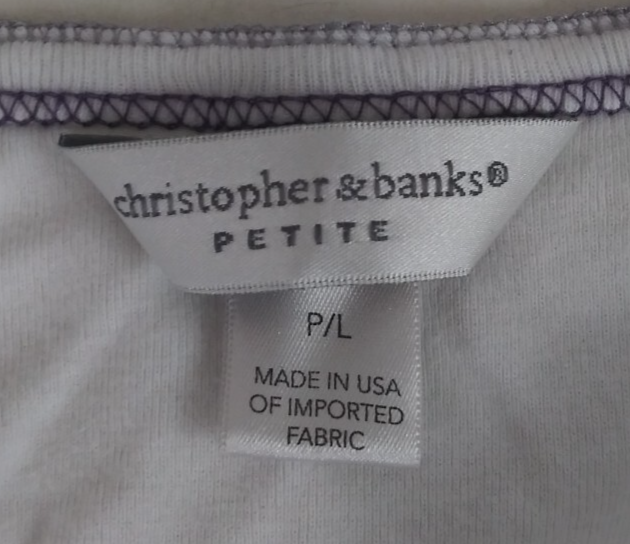 christopher & banks®
PETITE
P/L
MADE IN USA
OF IMPORTED
FABRIC